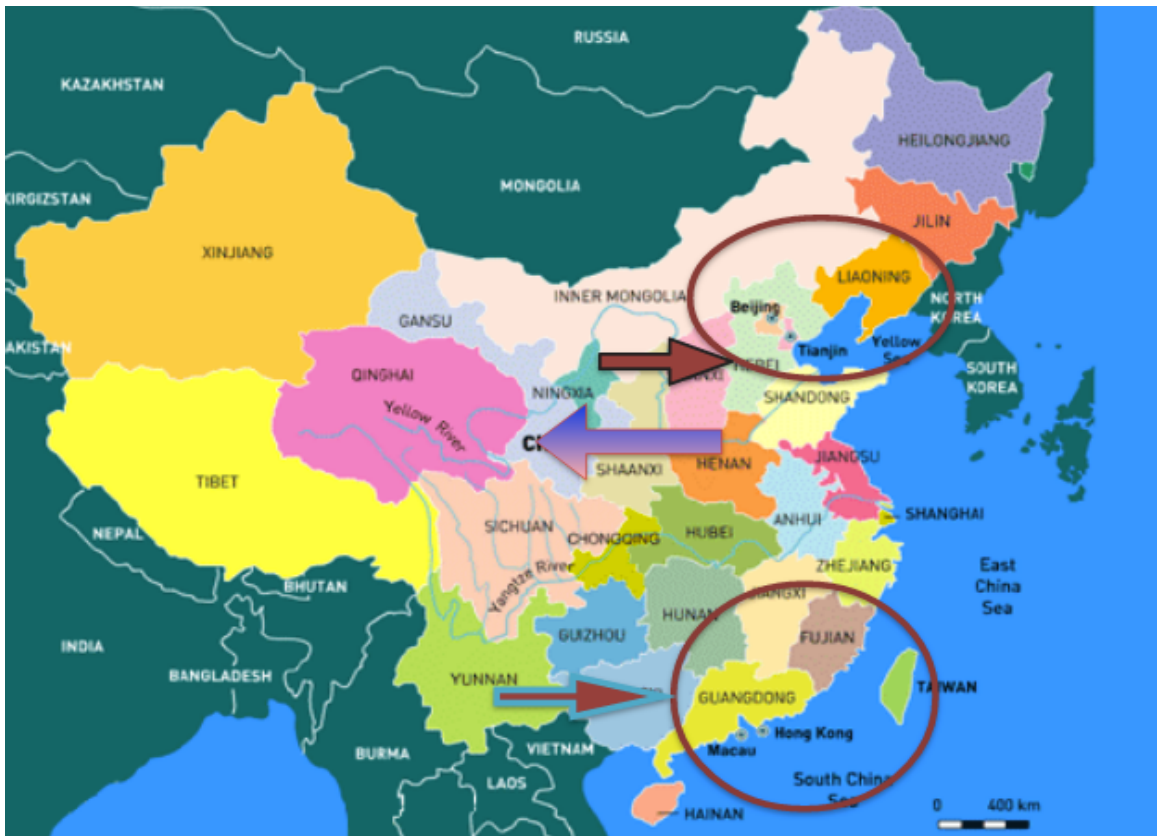 RUSSIA
KAZAKHSTAN
HEILONGJIANG
MONGOLIA
KIRGIZSTAN
JILIN
XINJIANG
LIAONING
INNER MONGOLIA
Beijing
NORTH
KOREA
GANSU
Tianjin
Yellow
QINGHAI
SOUTH
KOREA
NINGXIA
SHANDONG
Yellow River
JIANGSU
HENAN
SHAANXI
TIBET
SHANGHAI
ANHUI
SICHUAN
CHONGQING
HUBEI
NEPAL
ZHEJIANG
East
China
Sea
Yangtze River
BHUTAN
HUNAN
GUIZHOU
FUJIAN
INDIA
BANGLADESH
YUNNAN
TAIWAN
GUANGDONG
Hong Kong
Macau
VIETNAM
BURMA
LAOS
South China
HAINAN
0 400 km